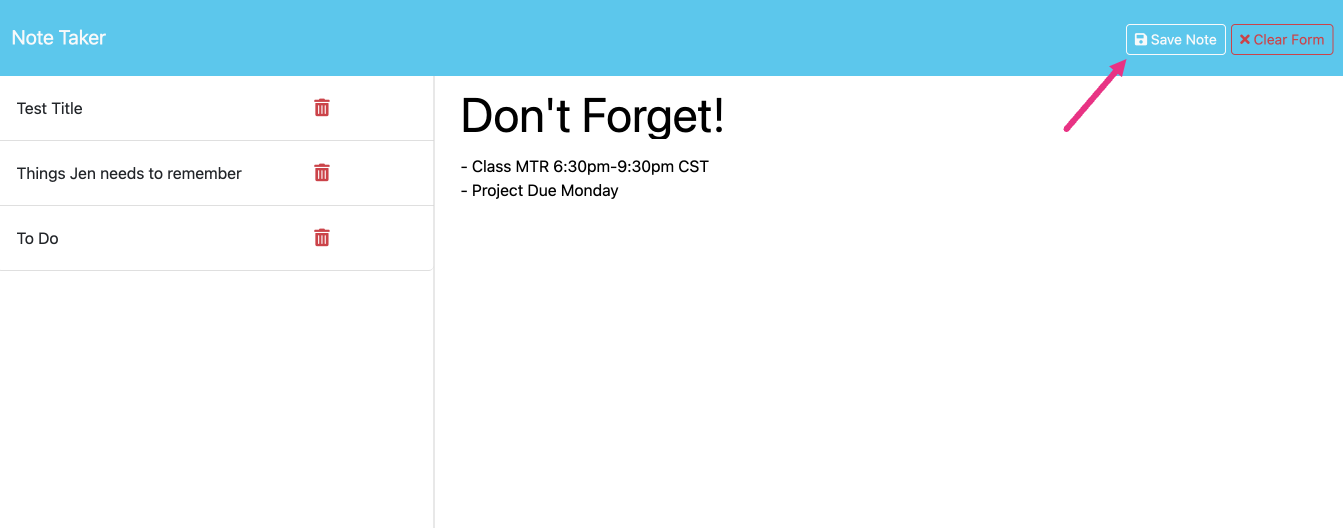 Note Taker
Save Note
Clear Form
Test Title
Things Jen needs to remember
To Do
Don't Forget!
- Class MTR 6:30pm-9:30pm CST
- Project Due Monday